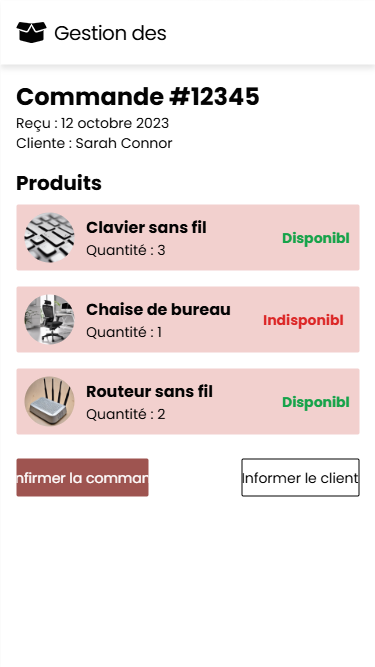 Gestion des
Commande #12345
Reçu : 12 octobre 2023
Cliente : Sarah Connor
Produits
Clavier sans fil
Quantité : 3
Disponibl
Chaise de bureau
Quantité : 1
Indisponibl
Routeur sans fil
Quantité : 2
Disponibl
nfirmer la comman
Informer le client